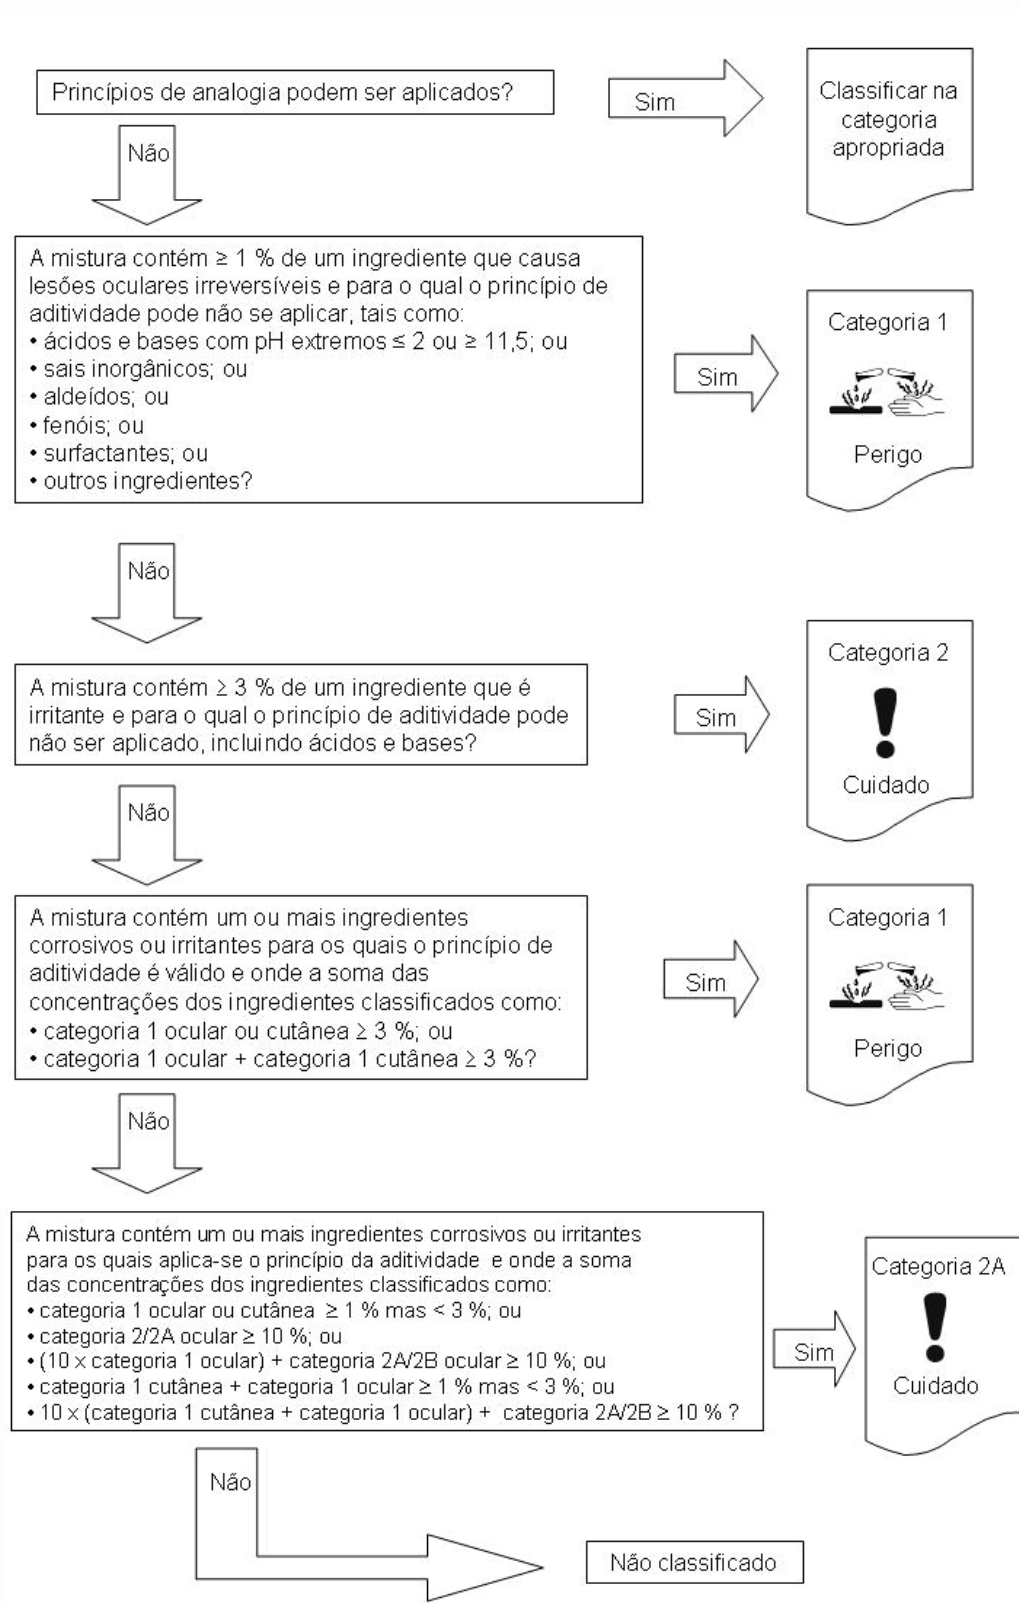 Princípios de analogia podem ser aplicados?
Sim
Classificar na
categoria
apropriada
Não
A mistura contém ≥ 1 % de um ingrediente que causa
lesões oculares irreversíveis e para o qual o princípio de
aditividade pode não se aplicar, tais como:
• ácidos e bases com pH extremos ≤ 2 ou ≥ 11,5; ou
• sais inorgânicos; ou
• aldeídos; ou
• fenóis; ou
• surfactantes; ou
• outros ingredientes?
Sim
Categoria 1
Perigo
Não
A mistura contém ≥ 3 % de um ingrediente que é
irritante e para o qual o princípio de aditividade pode
não ser aplicado, incluindo ácidos e bases?
Sim
Categoria 2
Cuidado
Não
A mistura contém um ou mais ingredientes
corrosivos ou irritantes para os quais o princípio de
aditividade é válido e onde a soma das
concentrações dos ingredientes classificados como:
• categoria 1 ocular ou cutânea ≥ 3 %; ou
• categoria 1 ocular + categoria 1 cutânea ≥ 3 %?
Sim
Categoria 1
Perigo
Não
A mistura contém um ou mais ingredientes corrosivos ou irritantes
para os quais aplica-se o princípio da aditividade e onde a soma
das concentrações dos ingredientes classificados como:
• categoria 1 ocular ou cutânea ≥ 1 % mas < 3 %; ou
• categoria 2/2A ocular ≥ 10 %; ou
• (10 x categoria 1 ocular) + categoria 2A/2B ocular ≥ 10 %; ou
• categoria 1 cutânea + categoria 1 ocular ≥ 1 % mas < 3 %; ou
• 10 x (categoria 1 cutânea + categoria 1 ocular) + categoria 2A/2B ≥ 10 % ?
Sim
Categoria 2A
Cuidado
Não
Não classificado